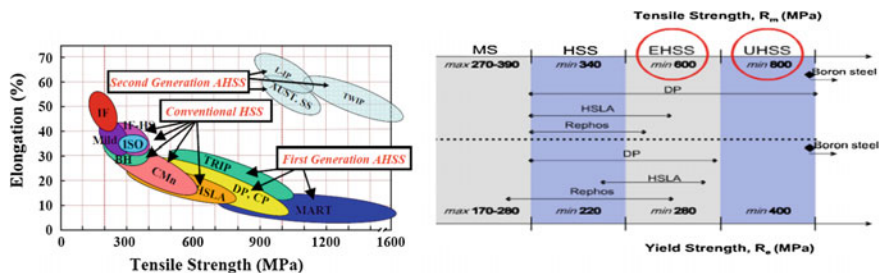 Elongation (%)
70
60
50
40
30
20
10
0
0
300
600
900
1200
1600
Tensile Strength (MPa)
Second Generation AHSS
L-IP
AUST. SS
TWIP
Conventional HSS
IF
IF-HS
Mild
ISO
BH
CMn
TRIP
First Generation AHSS
DP, CP
HSLA
MART
Tensile Strength, Rm (MPa)
MS HSS EHSS UHSS
max 270-390 min 340 min 600 min 800
Boron steel
DP
HSLA
Rephos
Boron steel
DP
HSLA
Rephos
max 170-280 min 220 min 280 min 400
Yield Strength, Re (MPa)